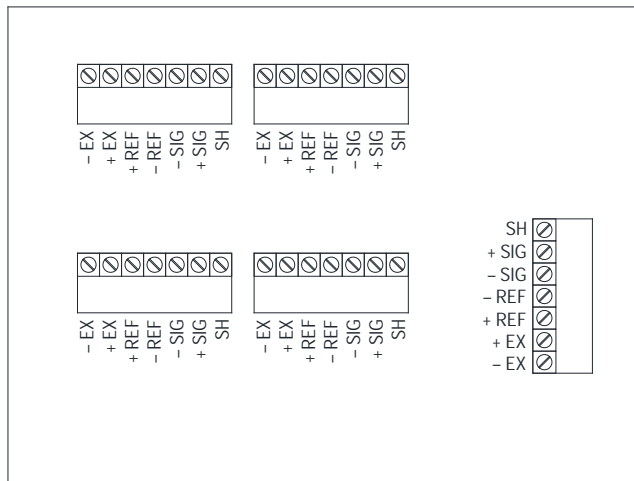 – EX
+ EX
+ REF
– REF
– SIG
+ SIG
SH
– EX
+ EX
+ REF
– REF
– SIG
+ SIG
SH
– EX
+ EX
+ REF
– REF
– SIG
+ SIG
SH
– EX
+ EX
+ REF
– REF
– SIG
+ SIG
SH
SH
+ SIG
– SIG
– REF
+ REF
+ EX
– EX